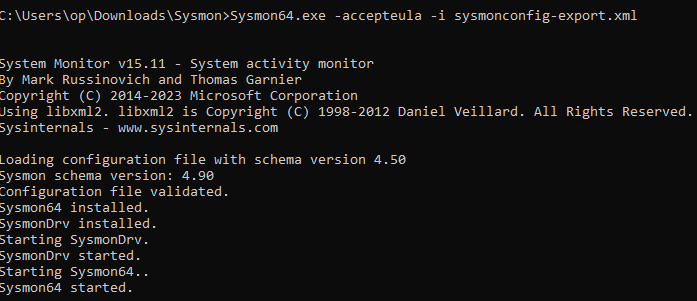 C:\Users\op\Downloads\Sysmon>Sysmon64.exe -accepteula -i sysmonconfig-export.xml
System Monitor v15.11 - System activity monitor
By Mark Russinovich and Thomas Garnier
Copyright (C) 2014-2023 Microsoft Corporation
Using libxml2. libxml2 is Copyright (C) 1998-2012 Daniel Veillard. All Rights Reserved.
Sysinternals - www.sysinternals.com
Loading configuration file with schema version 4.50
Sysmon schema version: 4.90
Configuration file validated.
Sysmon64 installed.
SysmonDrv installed.
Starting SysmonDrv.
SysmonDrv started.
Starting Sysmon64..
Sysmon64 started.